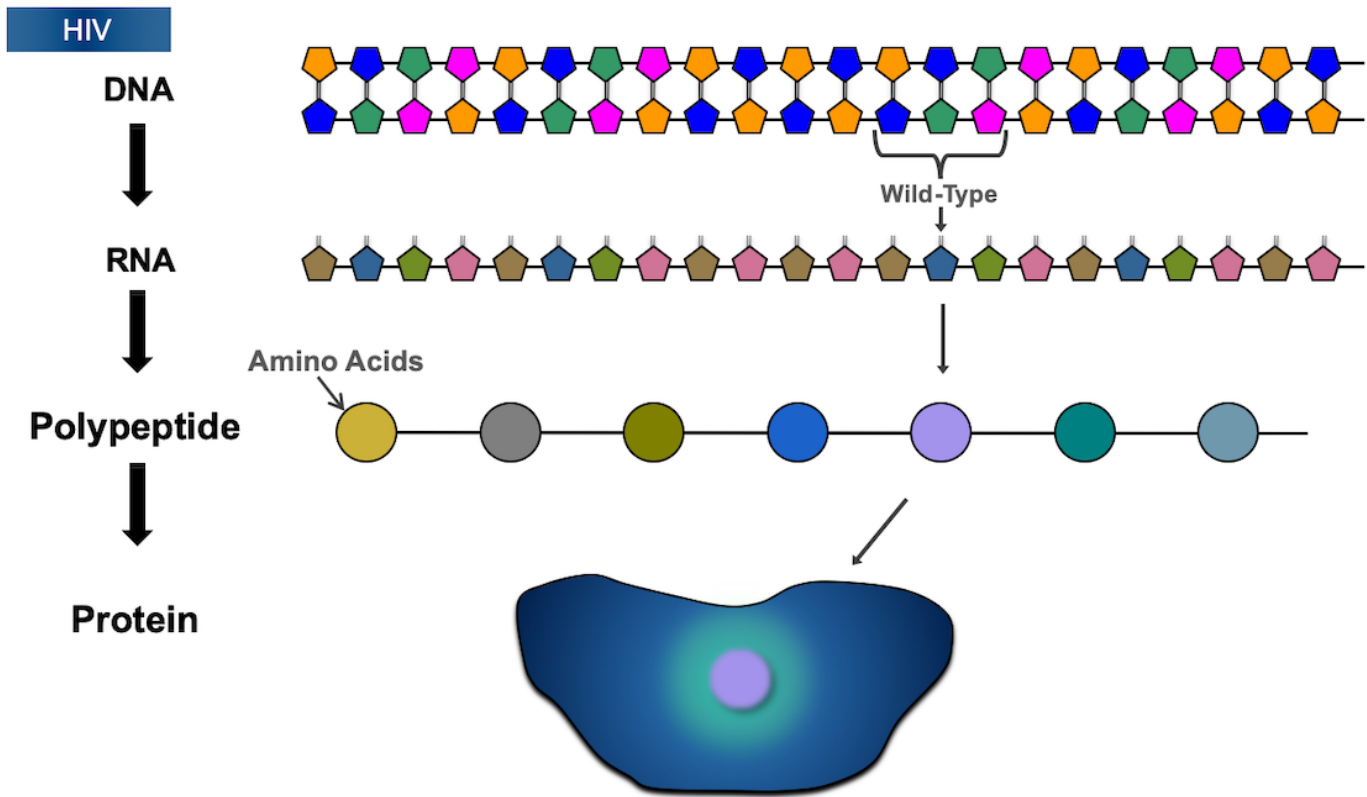 HIV
DNA
Wild-Type
RNA
Amino Acids
Polypeptide
Protein